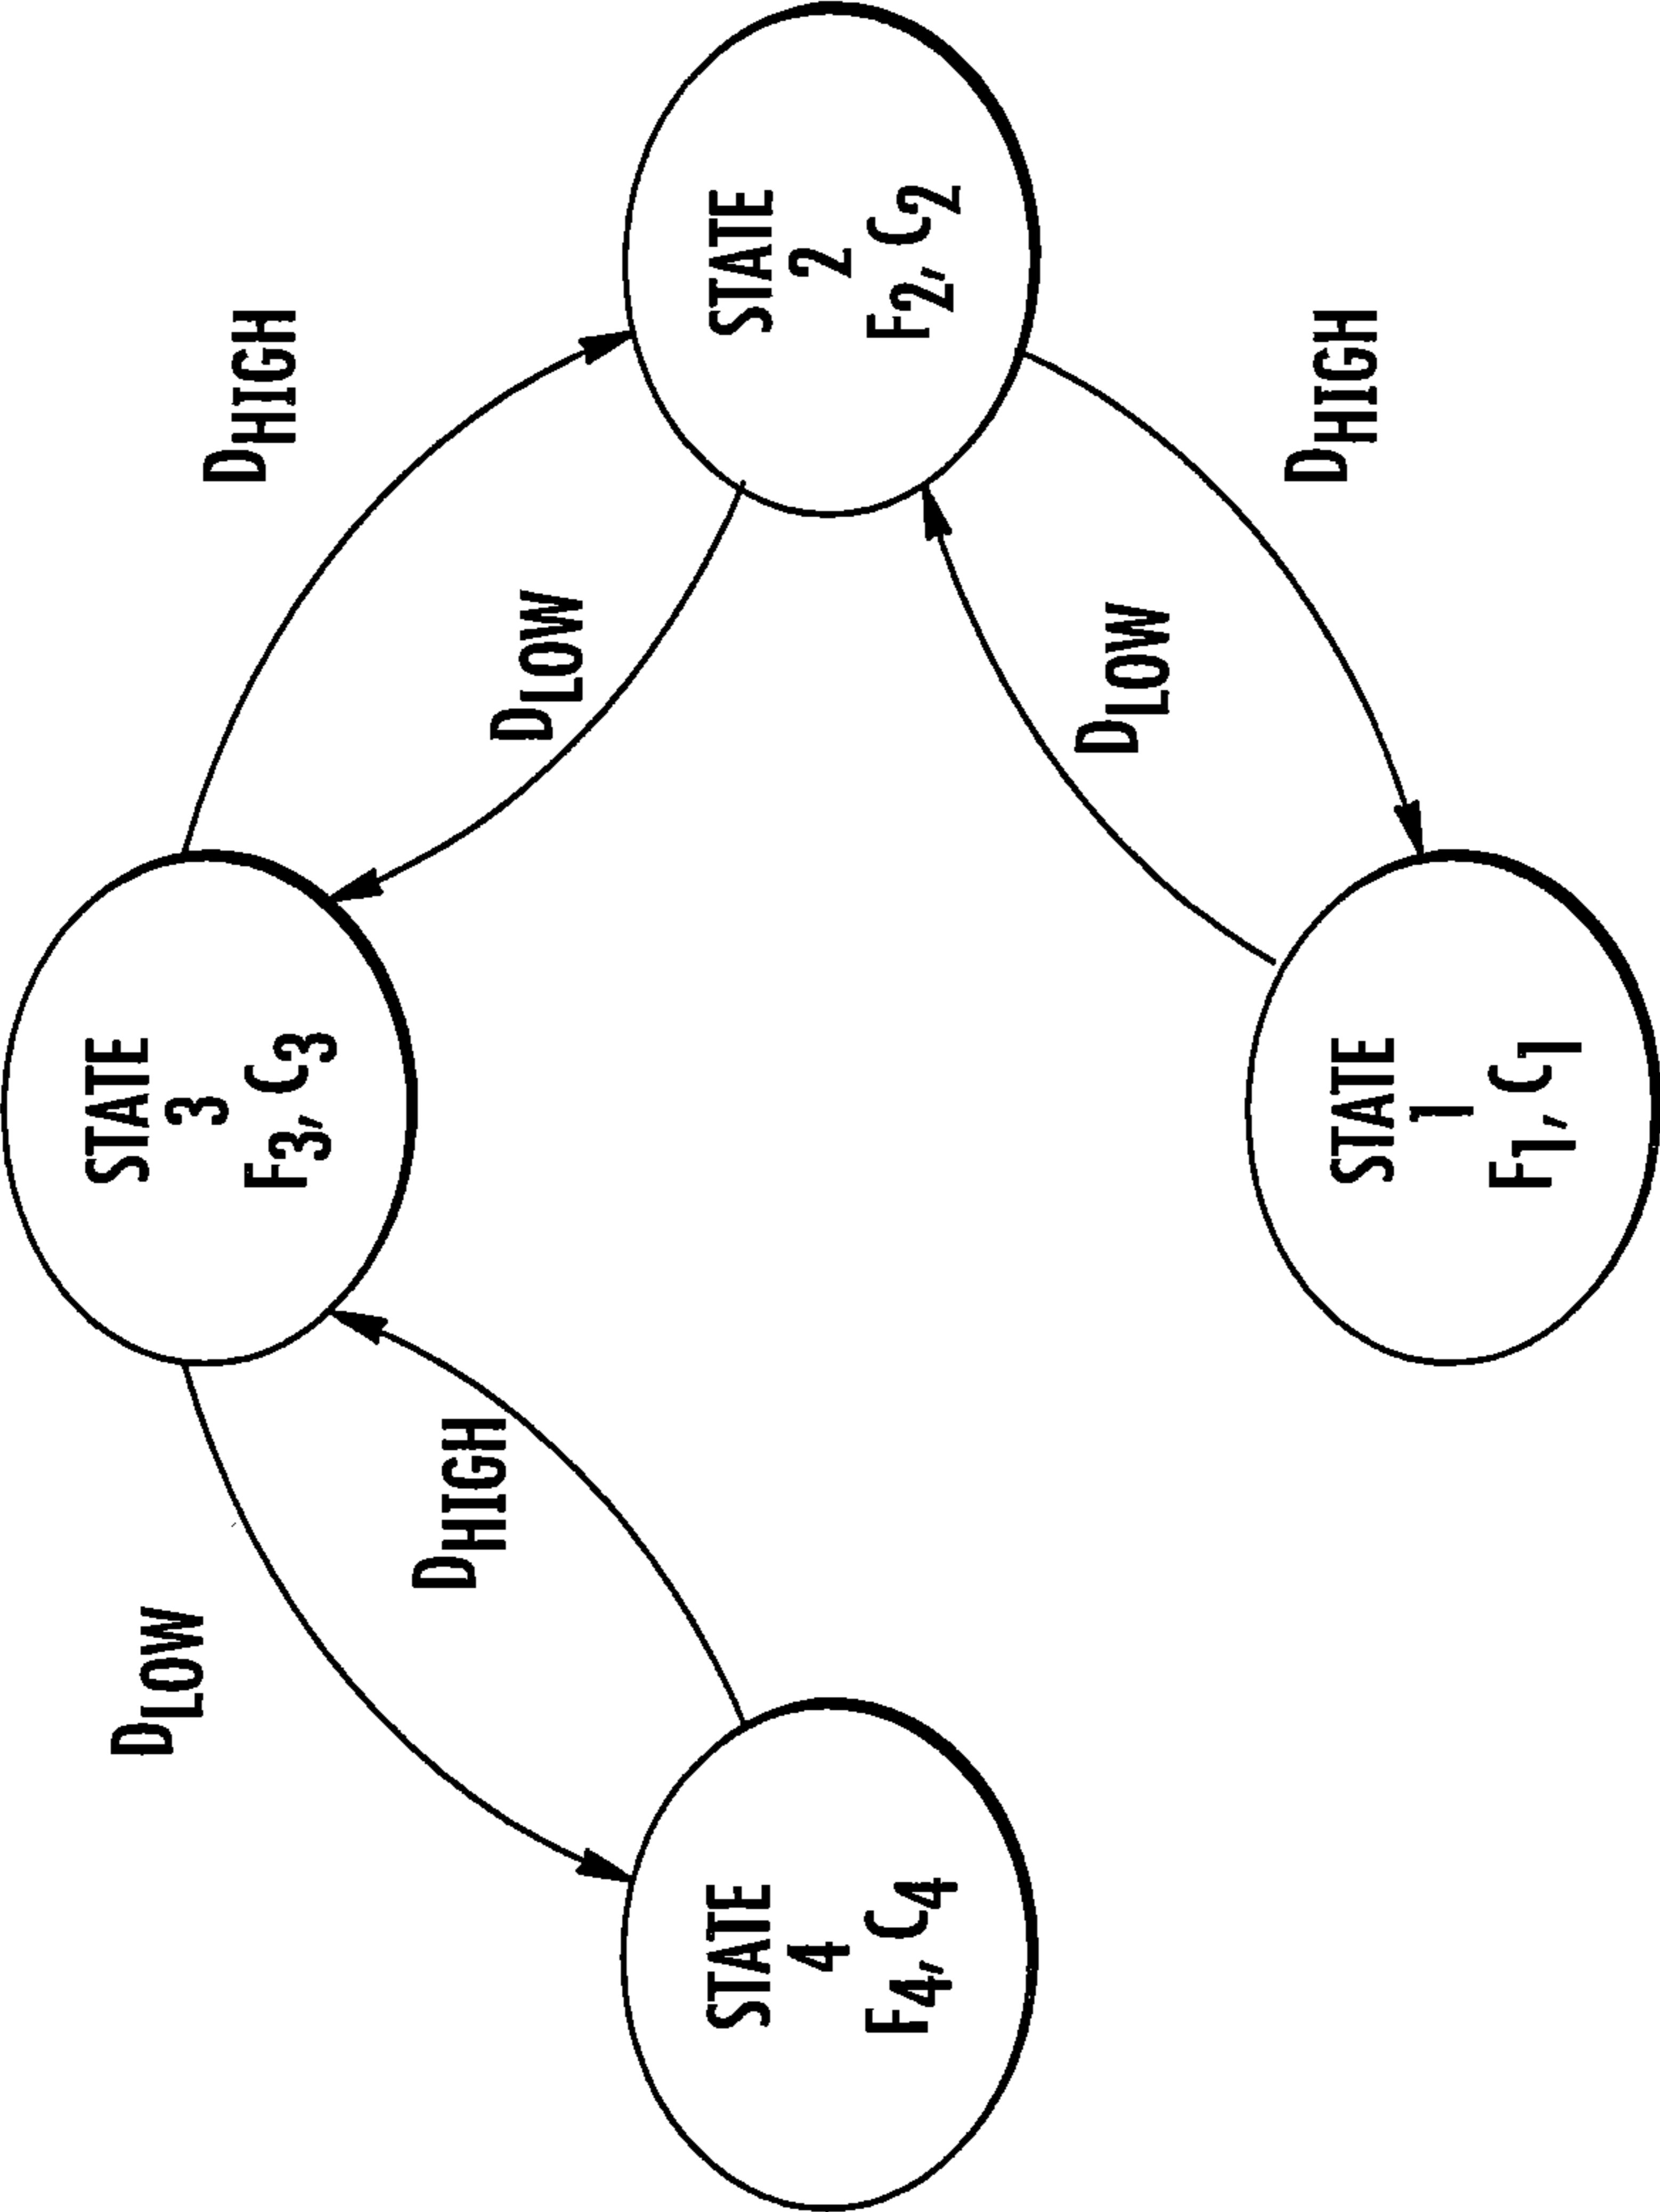 STATE
3
F3, C3
DLOW
DHIGH
DHIGH
DLOW
STATE
4
F4, C4
STATE
2
F2, C2
DLOW
DHIGH
STATE
1
F1, C1